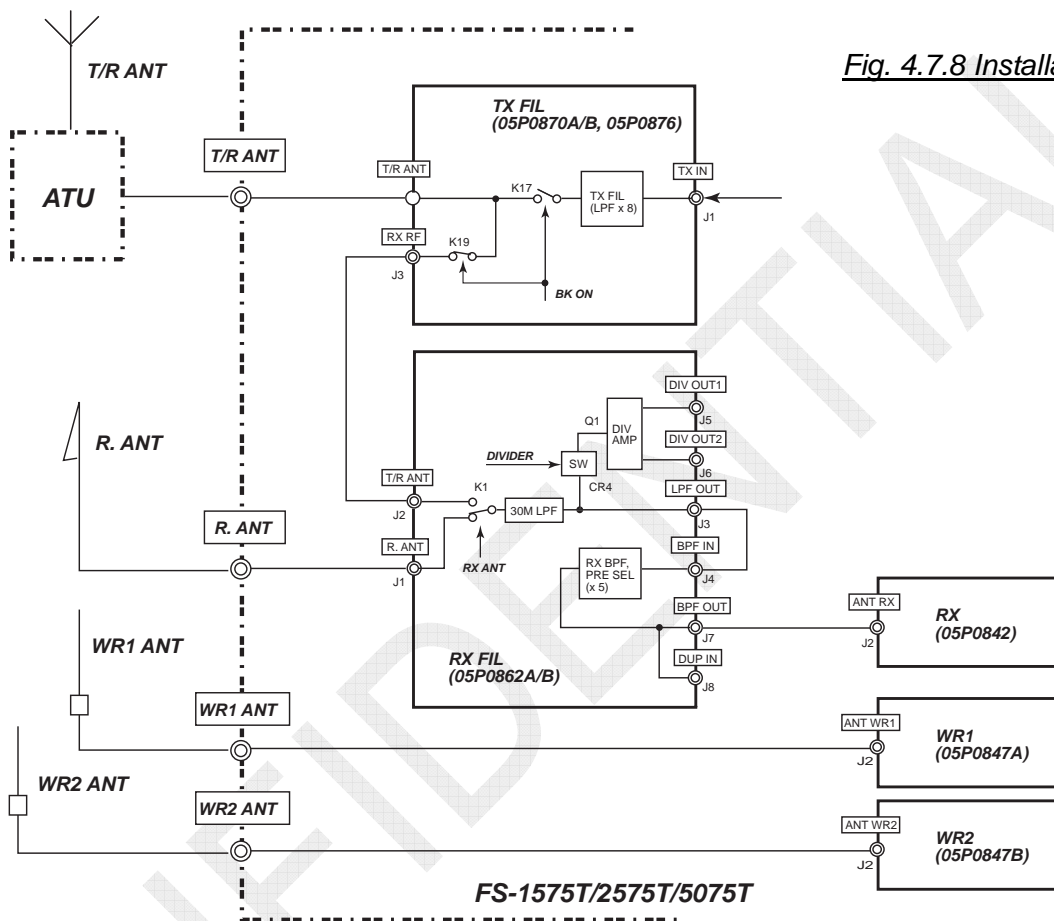 Fig. 4.7.8 Installa
T/R ANT
ATU
T/R ANT
TX FIL
(05P0870A/B, 05P0876)
T/R ANT
K17
TX FIL
(LPF x 8)
TX IN
J1
RX RF
J3
K19
BK ON
R. ANT
R. ANT
DIV OUT1
J5
Q1
DIV
AMP
DIV OUT2
J6
DIVIDER
SW
CR4
T/R ANT
J2
K1
30M LPF
LPF OUT
J3
R. ANT
J1
RX ANT
BPF IN
J4
RX BPF,
PRE SEL
(x 5)
BPF OUT
J7
DUP IN
J8
RX FIL
(05P0862A/B)
ANT RX
J2
RX
(05P0842)
WR1 ANT
WR1 ANT
ANT WR1
J2
WR1
(05P0847A)
WR2 ANT
WR2 ANT
ANT WR2
J2
WR2
(05P0847B)
FS-1575T/2575T/5075T
FIDENTIA